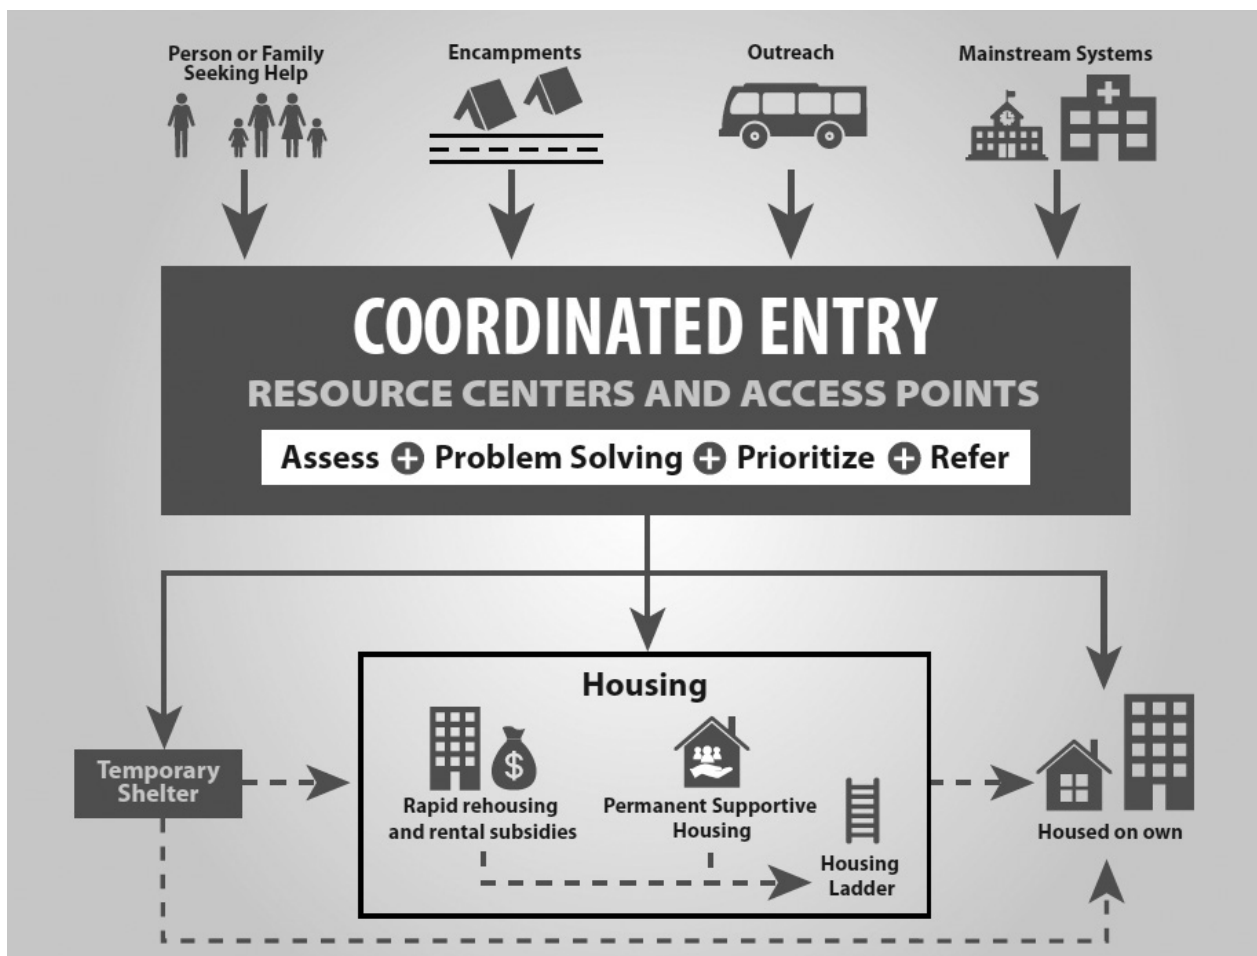 Person or Family
Seeking Help
Encampments
Outreach
Mainstream Systems
COORDINATED ENTRY
RESOURCE CENTERS AND ACCESS POINTS
Assess + Problem Solving + Prioritize + Refer
Housing
Temporary
Shelter
$
Rapid rehousing
and rental subsidies
Permanent Supportive
Housing
Housing
Ladder
Housed on own